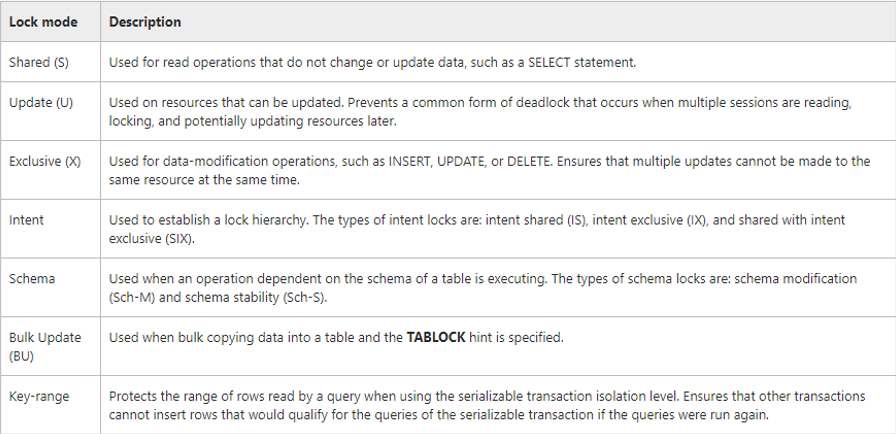 Lock mode Description
Shared (S) Used for read operations that do not change or update data, such as a SELECT statement.
Update (U) Used on resources that can be updated. Prevents a common form of deadlock that occurs when multiple sessions are reading,
locking, and potentially updating resources later.
Exclusive (X) Used for data-modification operations, such as INSERT, UPDATE, or DELETE. Ensures that multiple updates cannot be made to the
same resource at the same time.
Intent Used to establish a lock hierarchy. The types of intent locks are: intent shared (IS), intent exclusive (IX), and shared with intent
exclusive (SIX).
Schema Used when an operation dependent on the schema of a table is executing. The types of schema locks are: schema modification
(Sch-M) and schema stability (Sch-S).
Bulk Update Used when bulk copying data into a table and the TABLOCK hint is specified.
(BU)
Key-range Protects the range of rows read by a query when using the serializable transaction isolation level. Ensures that other transactions
cannot insert rows that would qualify for the queries of the serializable transaction if the queries were run again.